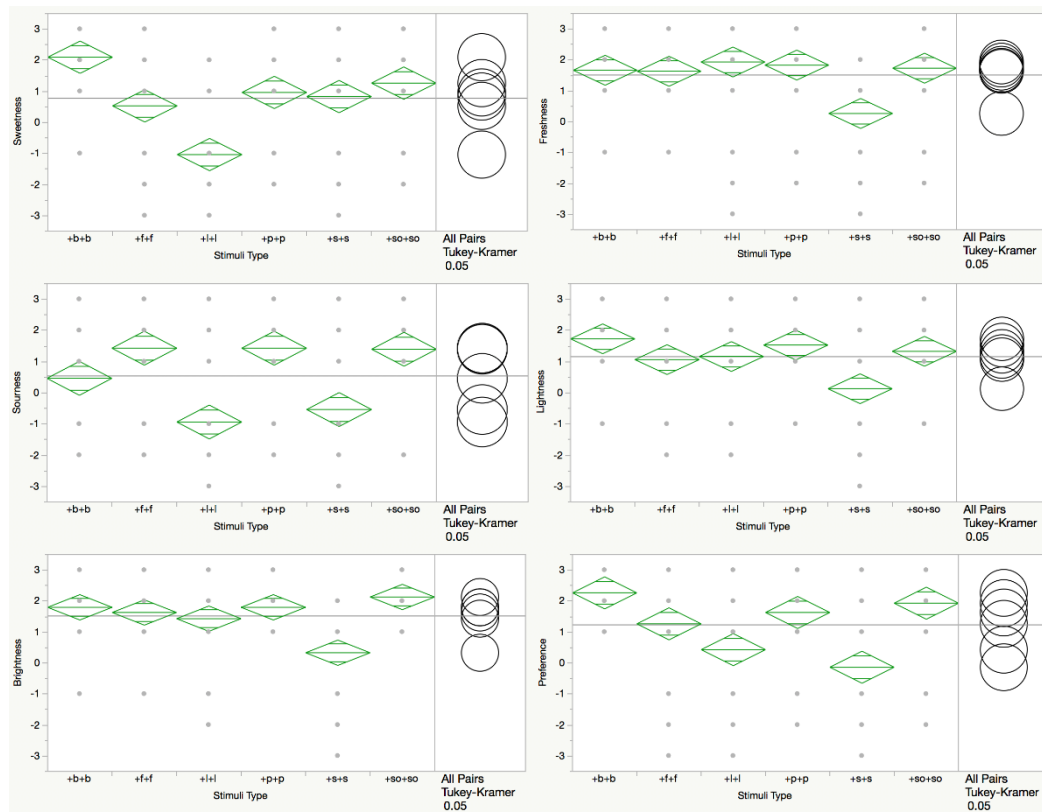 3
2
1
0
-1
-2
-3
Sweetness
+b+b +f+f +l+l +p+p +s+s +so+so
Stimuli Type
All Pairs
Tukey-Kramer
0.05
3
2
1
0
-1
-2
-3
Freshness
+b+b +f+f +l+l +p+p +s+s +so+so
Stimuli Type
All Pairs
Tukey-Kramer
0.05
3
2
1
0
-1
-2
-3
Sourness
+b+b +f+f +l+l +p+p +s+s +so+so
Stimuli Type
All Pairs
Tukey-Kramer
0.05
3
2
1
0
-1
-2
-3
Lightness
+b+b +f+f +l+l +p+p +s+s +so+so
Stimuli Type
All Pairs
Tukey-Kramer
0.05
3
2
1
0
-1
-2
-3
Brightness
+b+b +f+f +l+l +p+p +s+s +so+so
Stimuli Type
All Pairs
Tukey-Kramer
0.05
3
2
1
0
-1
-2
-3
Preference
+b+b +f+f +l+l +p+p +s+s +so+so
Stimuli Type
All Pairs
Tukey-Kramer
0.05